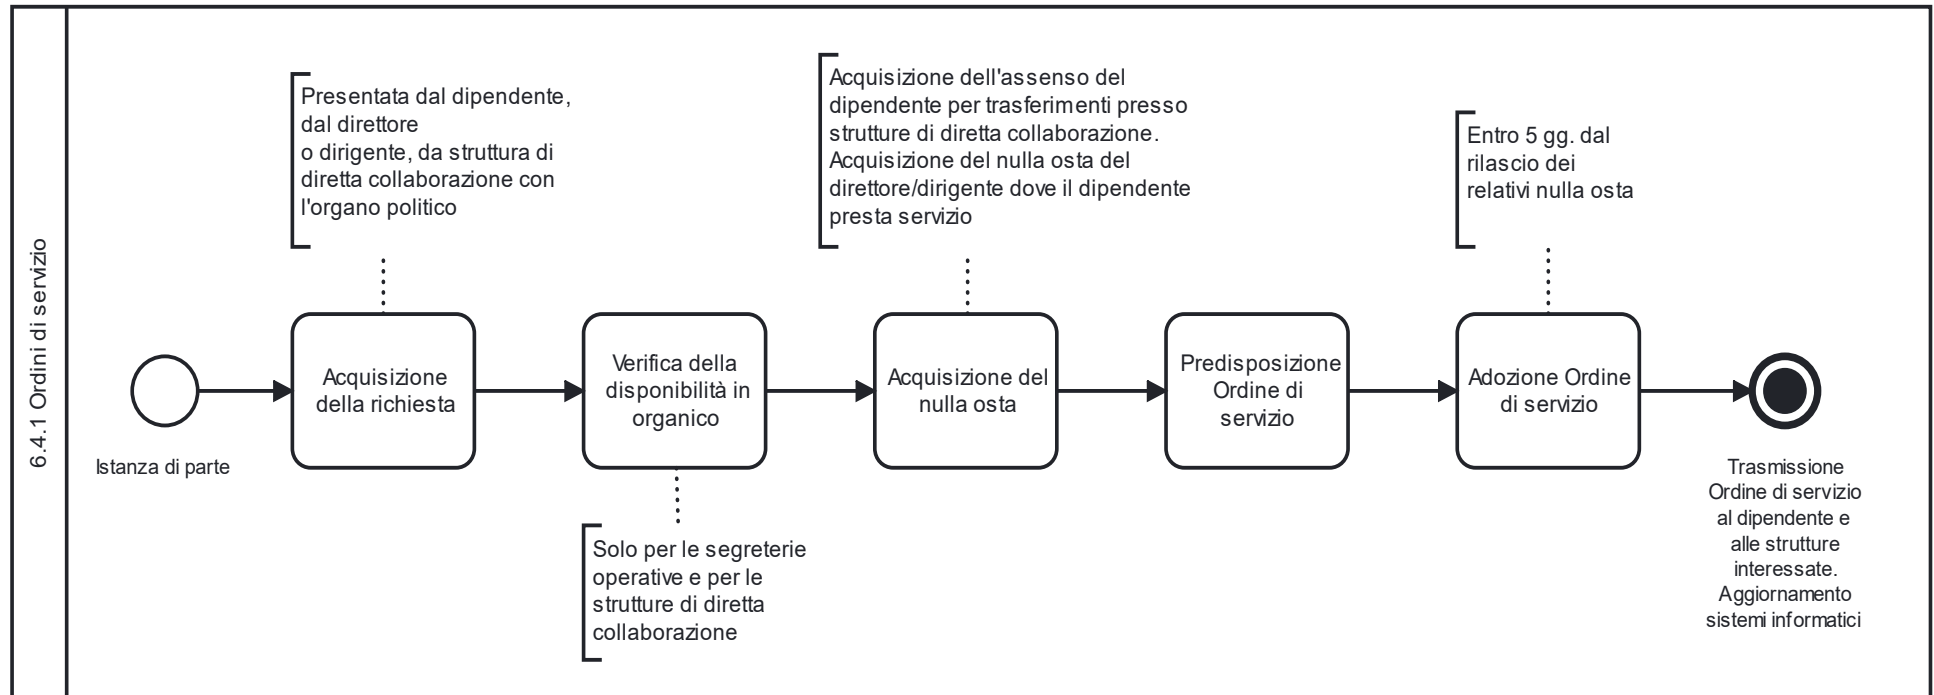 6.4.1 Ordini di servizio
Istanza di parte
Presentata dal dipendente,
dal direttore
o dirigente, da struttura di
diretta collaborazione con
l'organo politico
Acquisizione
della richiesta
Verifica della
disponibilità in
organico
Solo per le segreterie
operative e per le
strutture di diretta
collaborazione
Acquisizione dell'assenso del
dipendente per trasferimenti presso
strutture di diretta collaborazione.
Acquisizione del nulla osta del
direttore/dirigente dove il dipendente
presta servizio
Acquisizione del
nulla osta
Predisposizione
Ordine di
servizio
Entro 5 gg. dal
rilascio dei
relativi nulla osta
Adozione Ordine
di servizio
Trasmissione
Ordine di servizio
al dipendente e
alle strutture
interessate.
Aggiornamento
sistemi informatici